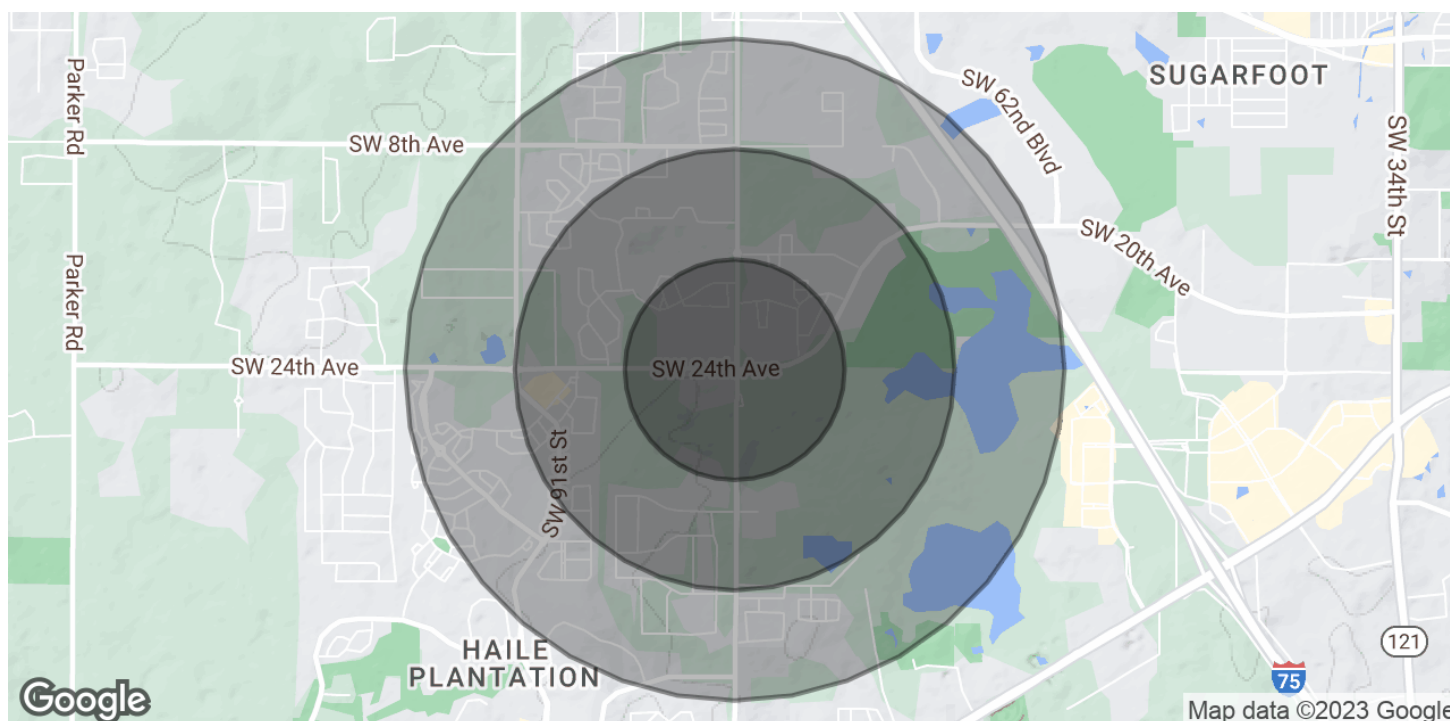 SUGARFOOT
Parker Rd
SW 62nd Blvd
SW 8th Ave
SW 34th St
SW 20th Ave
Parker Rd
SW 24th Ave
SW 24th Ave
SW 91st St
HAILE
PLANTATION
121
75
Google
Map data ©2023 Google